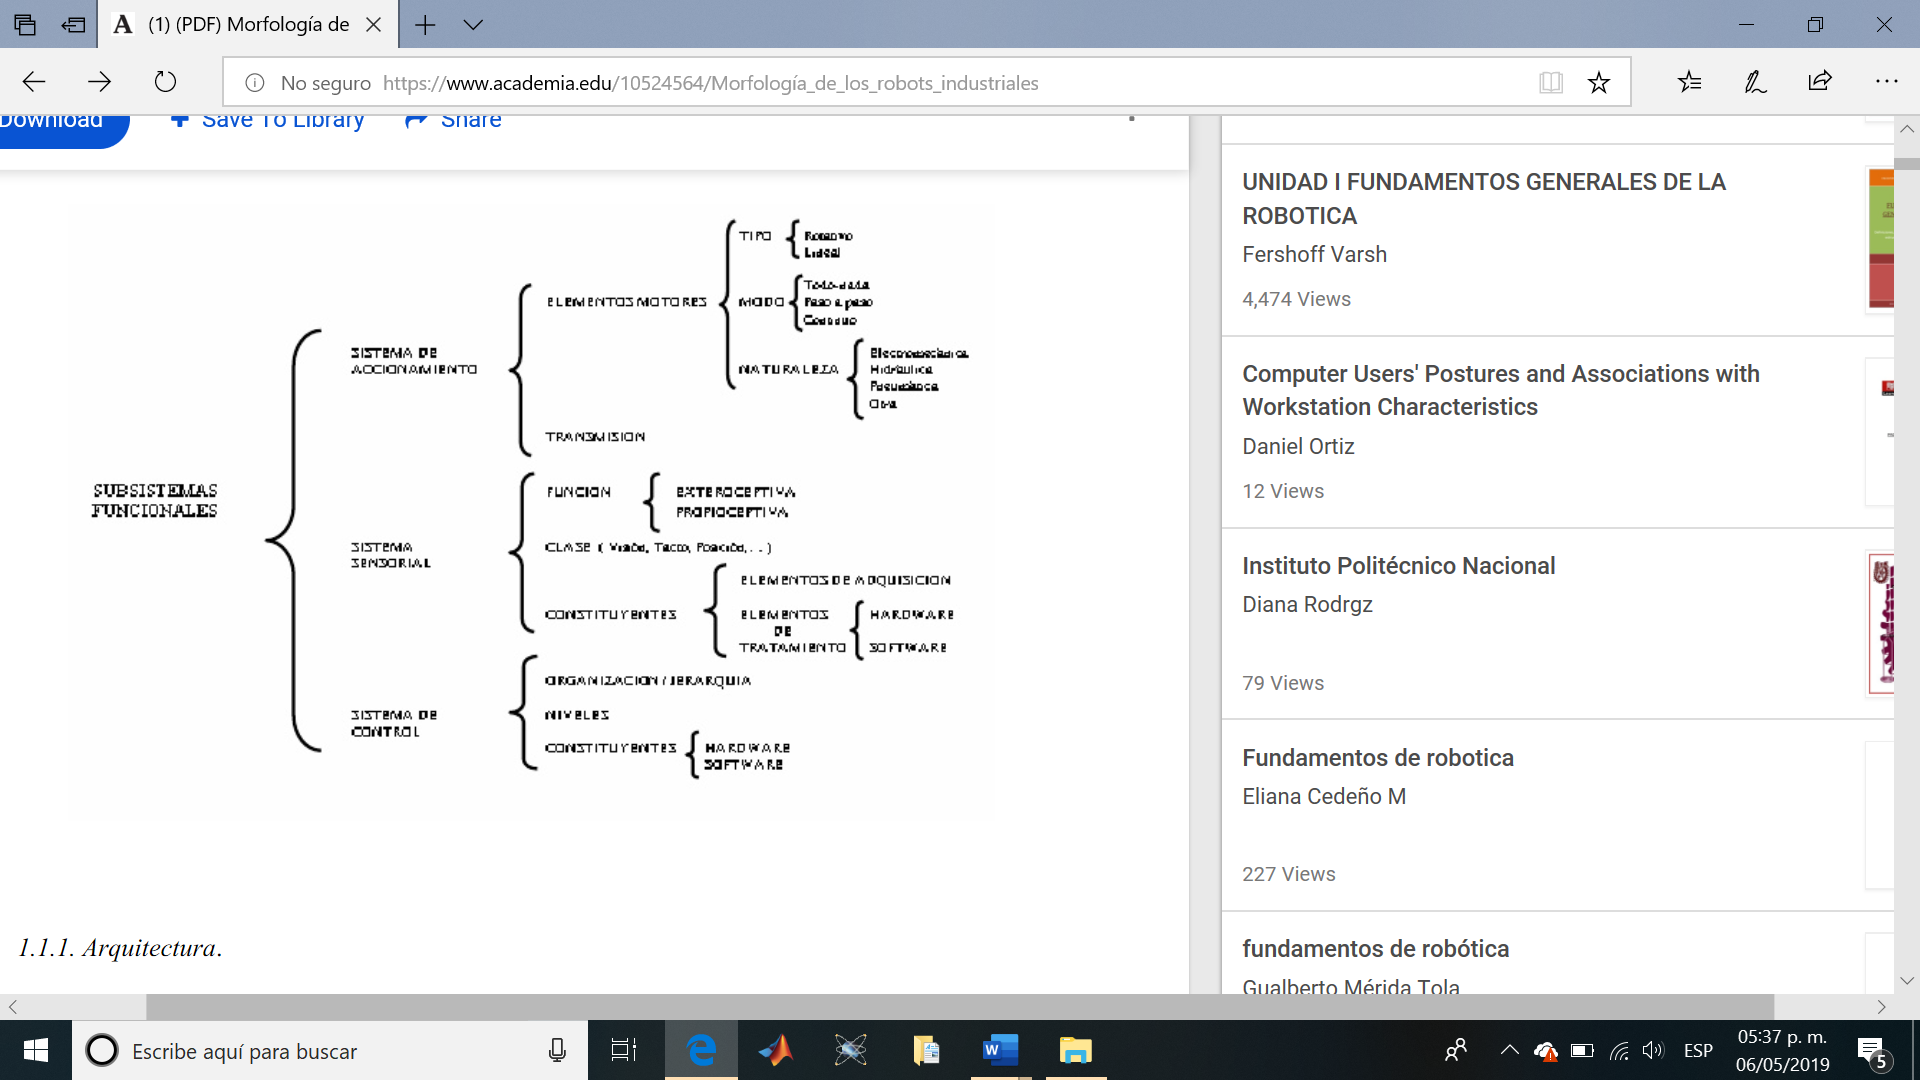 (1) (PDF) Morfología de
No seguro https://www.academia.edu/10524564/Morfología_de_los_robots_industriales
Download
Save To Library
Share
SUBSISTEMAS
FUNCIONALES
SISTEMA DE
ACCIONAMIENTO
ELEMENTOS MOTORES
TIPO
Rotativo
Lineal
MODO
Todo-nada
Paso a paso
Continuo
NATURALEZA
Electromecánica
Hidráulica
Pneumática
Otra
TRANSMISION
SISTEMA
SENSORIAL
FUNCION
EXTEROCEPTIVA
PROPIOCEPTIVA
CLASE ( Visión, Tacto, Posición, . . )
CONSTITUYENTES
ELEMENTOS DE ADQUISICION
ELEMENTOS
DE
TRATAMIENTO
HARDWARE
SOFTWARE
SISTEMA DE
CONTROL
ORGANIZACION / JERARQUIA
NIVELES
CONSTITUYENTES
HARDWARE
SOFTWARE
1.1.1. Arquitectura.
UNIDAD I FUNDAMENTOS GENERALES DE LA
ROBOTICA
Fershoff Varsh
4,474 Views
Computer Users' Postures and Associations with
Workstation Characteristics
Daniel Ortiz
12 Views
Instituto Politécnico Nacional
Diana Rodrgz
79 Views
Fundamentos de robotica
Eliana Cedeño M
227 Views
fundamentos de robótica
Gualberto Mérida Tola
Escribe aquí para buscar
ESP
05:37 p. m.
06/05/2019
5